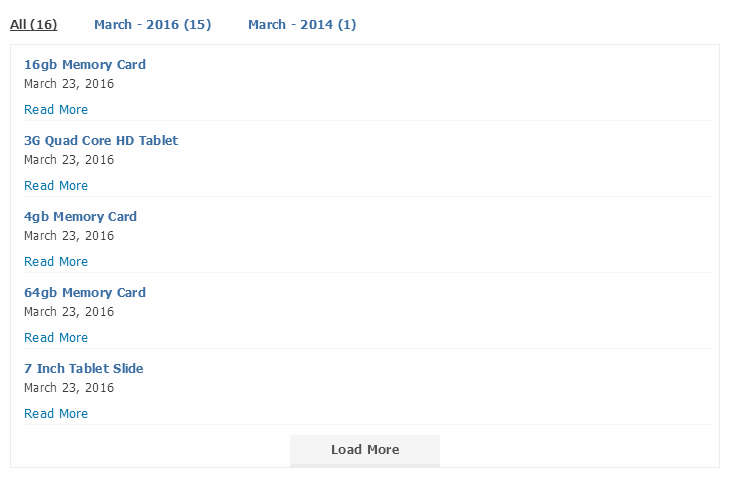 All (16) March - 2016 (15) March - 2014 (1)
16gb Memory Card
March 23, 2016
Read More
3G Quad Core HD Tablet
March 23, 2016
Read More
4gb Memory Card
March 23, 2016
Read More
64gb Memory Card
March 23, 2016
Read More
7 Inch Tablet Slide
March 23, 2016
Read More
Load More